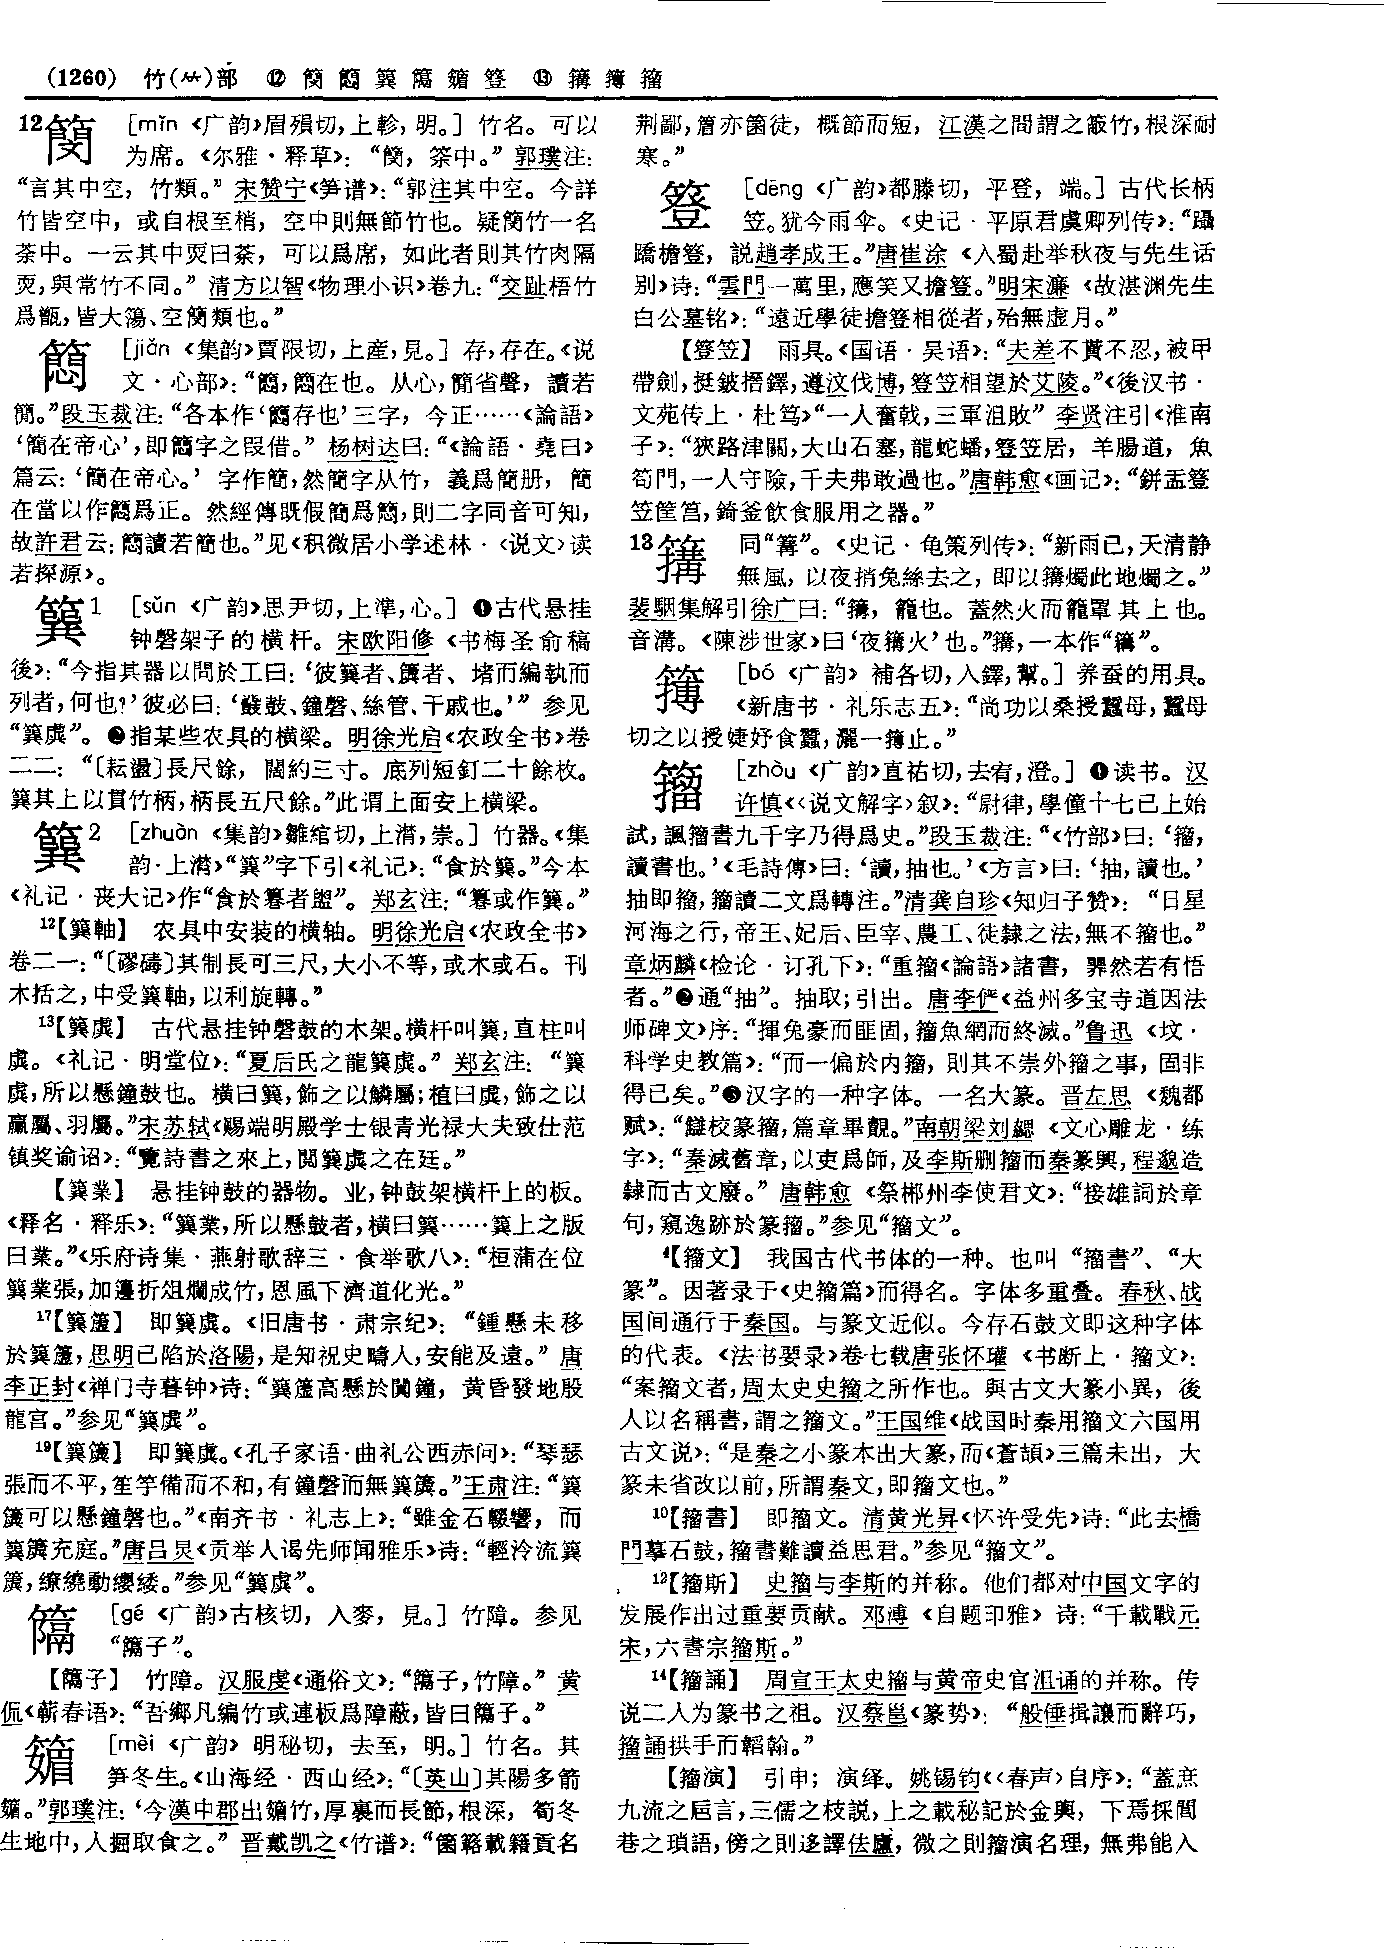 (1260) 竹(𥫗)部 ⑫ 簢 簡 簨 䈷 篃 簦 ⑬ 簿 籀
12 簢 [mǐn《广韵》眉殞切,上軫,明。] 竹名。可以
为席。《尔雅·释草》:“簢,筡中。”郭璞注:
“言其中空,竹類。”宋赞宁《笋谱》:“郭注其中空。今詳
竹皆空中,或自根至梢,空中則無節竹也。疑簢竹一名
荼中。一云其中耎曰荼,可以爲席,如此者則其竹肉隔
耎,與常竹不同。”清方以智《物理小识》卷九:“交趾梧竹
爲甑,皆大簜、空簢類也。”
[jiǎn《集韵》賈限切,上產,見。] 存,存在。《说
文·心部》:“𥳑,𥳑在也。从心,簡省聲,讀若
簡。”段玉裁注:“各本作‘𥳑存也’三字,今正……《論語》
‘簡在帝心’,即𥳑字之叚借。”杨树达曰:“《論語·堯曰》
篇云:‘簡在帝心。’字作簡,然簡字从竹,義爲簡册,簡
在當以作𥳑爲正。然經傳既假簡爲𥳑,則二字同音可知,
故許君云:𥳑讀若簡也。”见《积微居小学述林·〈说文〉读
若探源》。
簨1 [sǔn《广韵》思尹切,上準,心。] ❶古代悬挂
钟磬架子的横杆。宋欧阳修《书梅圣俞稿
後》:“今指其器以問於工曰:‘彼簨者、簴者、堵而編執而
列者,何也?’彼必曰:‘鼗鼓、鐘磬、絲管、干戚也。’”参见
“簨虡”。❷指某些农具的横梁。明徐光启《农政全书》卷
二二:“〔耘盪〕長尺餘,闊約三寸。底列短釘二十餘枚。
簨其上以貫竹柄,柄長五尺餘。”此谓上面安上横梁。
簨2 [zhuàn《集韵》雛綰切,上潸,崇。] 竹器。《集
韵·上潸》“簨”字下引《礼记》:“食於簨。”今本
《礼记·丧大记》作“食於篹者盥”。郑玄注:“篹或作簨。”
12【簨軸】 农具中安装的横轴。明徐光启《农政全书》
卷二一:“〔磟碡〕其制長可三尺,大小不等,或木或石。刊
木括之,中受簨軸,以利旋轉。”
13【簨虡】 古代悬挂钟磬鼓的木架。横杆叫簨,直柱叫
虡。《礼记·明堂位》:“夏后氏之龍簨虡。”郑玄注:“簨
虡,所以懸鐘鼓也。横曰簨,飾之以鱗屬;植曰虡,飾之以
臝屬、羽屬。”宋苏轼《赐端明殿学士银青光禄大夫致仕范
镇奖谕诏》:“覽詩書之來上,閲簨虡之在廷。”
【簨業】 悬挂钟鼓的器物。业,钟鼓架横杆上的板。
《释名·释乐》:“簨業,所以懸鼓者,横曰簨……簨上之版
曰業。”《乐府诗集·燕射歌辞三·食举歌八》:“桓蒲在位
簨業張,加籩折俎爛成竹,恩風下濟道化光。”
17【簨簴】 即簨虡。《旧唐书·肃宗纪》:“鍾懸未移
於簨簴,思明已陷於洛陽,是知祝史疇人,安能及遠。”唐
李正封《禅门寺暮钟》诗:“簨簴高懸於闐鐘,黄昏發地殷
龍宫。”参见“簨虡”。
19【簨簴】 即簨虡。《孔子家语·曲礼公西赤问》:“琴瑟
張而不平,笙竽備而不和,有鐘磬而無簨簴。”王肃注:“簨
簴可以懸鐘磬也。”《南齐书·礼志上》:“雖金石輟響,而
簨簴充庭。”唐吕炅《贡举人谒先师闻雅乐》诗:“輕泠流簨
簴,繚繞動纓緌。”参见“簨虡”。
[gé《广韵》古核切,入麥,見。] 竹障。参见
“䈷子”。
【䈷子】 竹障。汉服虔《通俗文》:“䈷子,竹障。”黄
侃《蕲春语》:“吾鄉凡編竹或連板爲障蔽,皆曰䈷子。”
篃 [mèi《广韵》明秘切,去至,明。] 竹名。其
笋冬生。《山海经·西山经》:“〔英山〕其陽多箭
篃。”郭璞注:‘今漢中郡出篃竹,厚裏而長節,根深,筍冬
生地中,人掘取食之。”晋戴凯之《竹谱》:“箘簵載籍貢名
荆鄙,篃亦箘徒,概節而短,江漢之間謂之簸竹,根深耐
寒。”
簦 [dēng《广韵》都滕切,平登,端。] 古代长柄
笠。犹今雨伞。《史记·平原君虞卿列传》:“躡
蹻檐簦,説趙孝成王。”唐崔涂《入蜀赴举秋夜与先生话
别》诗:“雲門一萬里,應笑又擔簦。”明宋濂《故湛渊先生
白公墓铭》:“遠近學徒擔簦相從者,殆無虚月。”
【簦笠】 雨具。《国语·吴语》:“夫差不貰不忍,被甲
帶劍,挺鈹搢鐸,遵汶伐博,簦笠相望於艾陵。”《後汉书·
文苑传上·杜笃》“一人奮戟,三軍沮敗”李贤注引《淮南
子》:“狹路津關,大山石塞,龍蛇蟠,簦笠居,羊腸道,魚
笱門,一人守險,千夫弗敢過也。”唐韩愈《画记》:“缾盂簦
笠筐筥,錡釜飲食服用之器。”
13 同“篝”。《史记·龟策列传》:“新雨已,天清静
無風,以夜捎兔絲去之,即以㩭燭此地燭之。”
裴駰集解引徐广曰:“㩭,籠也。蓋然火而籠罩其上也。
音溝。《陳涉世家》曰‘夜㩭火’也。”㩭,一本作“篝”。
簿 [bó《广韵》補各切,入鐸,幫。] 养蚕的用具。
《新唐书·礼乐志五》:“尚功以桑授蠶母,蠶母
切之以授婕妤食蠶,灑一簿止。”
籀 [zhòu《广韵》直祐切,去宥,澄。] ❶读书。汉
许慎《〈说文解字〉叙》:“尉律,學僮十七已上始
試,諷籀書九千字乃得爲史。”段玉裁注:“《竹部》曰:‘籀,
讀書也。’《毛詩傳》曰:‘讀,抽也。’《方言》曰:‘抽,讀也。’
抽即籀,籀讀二文爲轉注。”清龚自珍《知归子赞》:“日星
河海之行,帝王、妃后、臣宰、農工、徒隸之法,無不籀也。”
章炳麟《检论·订孔下》:“重籀《論語》諸書,睪然若有悟
者。”❷通“抽”。抽取;引出。唐李俨《益州多宝寺道因法
师碑文》序:“揮兔豪而匪固,籀魚網而終滅。”鲁迅《坟·
科学史教篇》:“而一偏於内籀,則其不崇外籀之事,固非
得已矣。”❸汉字的一种字体。一名大篆。晋左思《魏都
赋》:“讎校篆籀,篇章畢覿。”南朝梁刘勰《文心雕龙·练
字》:“秦滅舊章,以吏爲師,及李斯删籀而秦篆興,程邈造
隸而古文廢。”唐韩愈《祭郴州李使君文》:“接雄詞於章
句,窺逸跡於篆籀。”参见“籀文”。
4【籀文】 我国古代书体的一种。也叫“籀書”、“大
篆”。因著录于《史籀篇》而得名。字体多重叠。春秋、战
国间通行于秦国。与篆文近似。今存石鼓文即这种字体
的代表。《法书要录》卷七载唐张怀瓘《书断上·籀文》:
“案籀文者,周太史史籀之所作也。與古文大篆小異,後
人以名稱書,謂之籀文。”王国维《战国时秦用籀文六国用
古文说》:“是秦之小篆本出大篆,而《蒼頡》三篇未出,大
篆未省改以前,所謂秦文,即籀文也。”
10【籀書】 即籀文。清黄光昇《怀许受先》诗:“此去橋
門摹石鼓,籀書難讀益思君。”参见“籀文”。
12【籀斯】 史籀与李斯的并称。他们都对中国文字的
发展作出过重要贡献。邓溥《自题印雅》诗:“千載戰元
宋,六書宗籀斯。”
14【籀誦】 周宣王太史籀与黄帝史官沮诵的并称。传
说二人为篆书之祖。汉蔡邕《篆势》:“般倕揖讓而辭巧,
籀誦拱手而韜翰。”
【籀演】 引申;演绎。姚锡钧《〈春声〉自序》:“蓋庶
九流之巵言,三儒之枝説,上之載秘記於金輿,下焉採閭
巷之瑣語,傍之則迻譯佉廬,微之則籀演名理,無弗能入